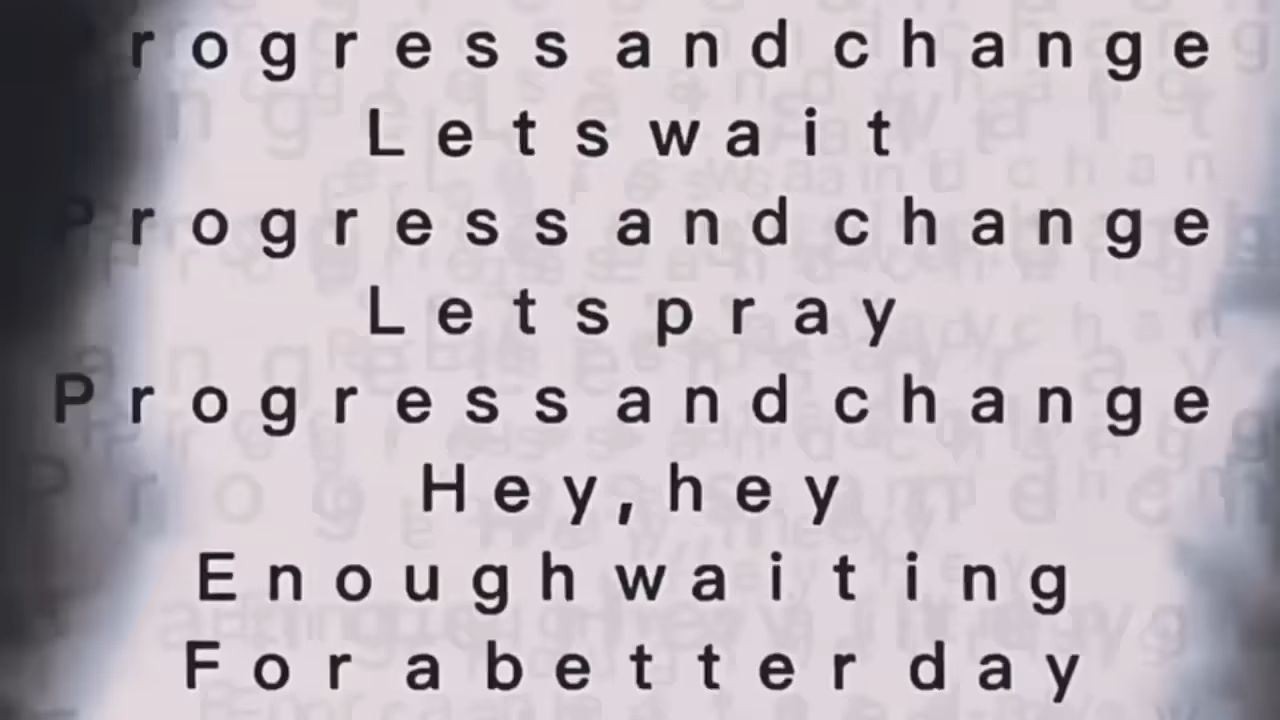 rogress and change
Lets wait
Progress and change
Lets pray
Progress and change
Hey, hey
Enough waiting
For a better day